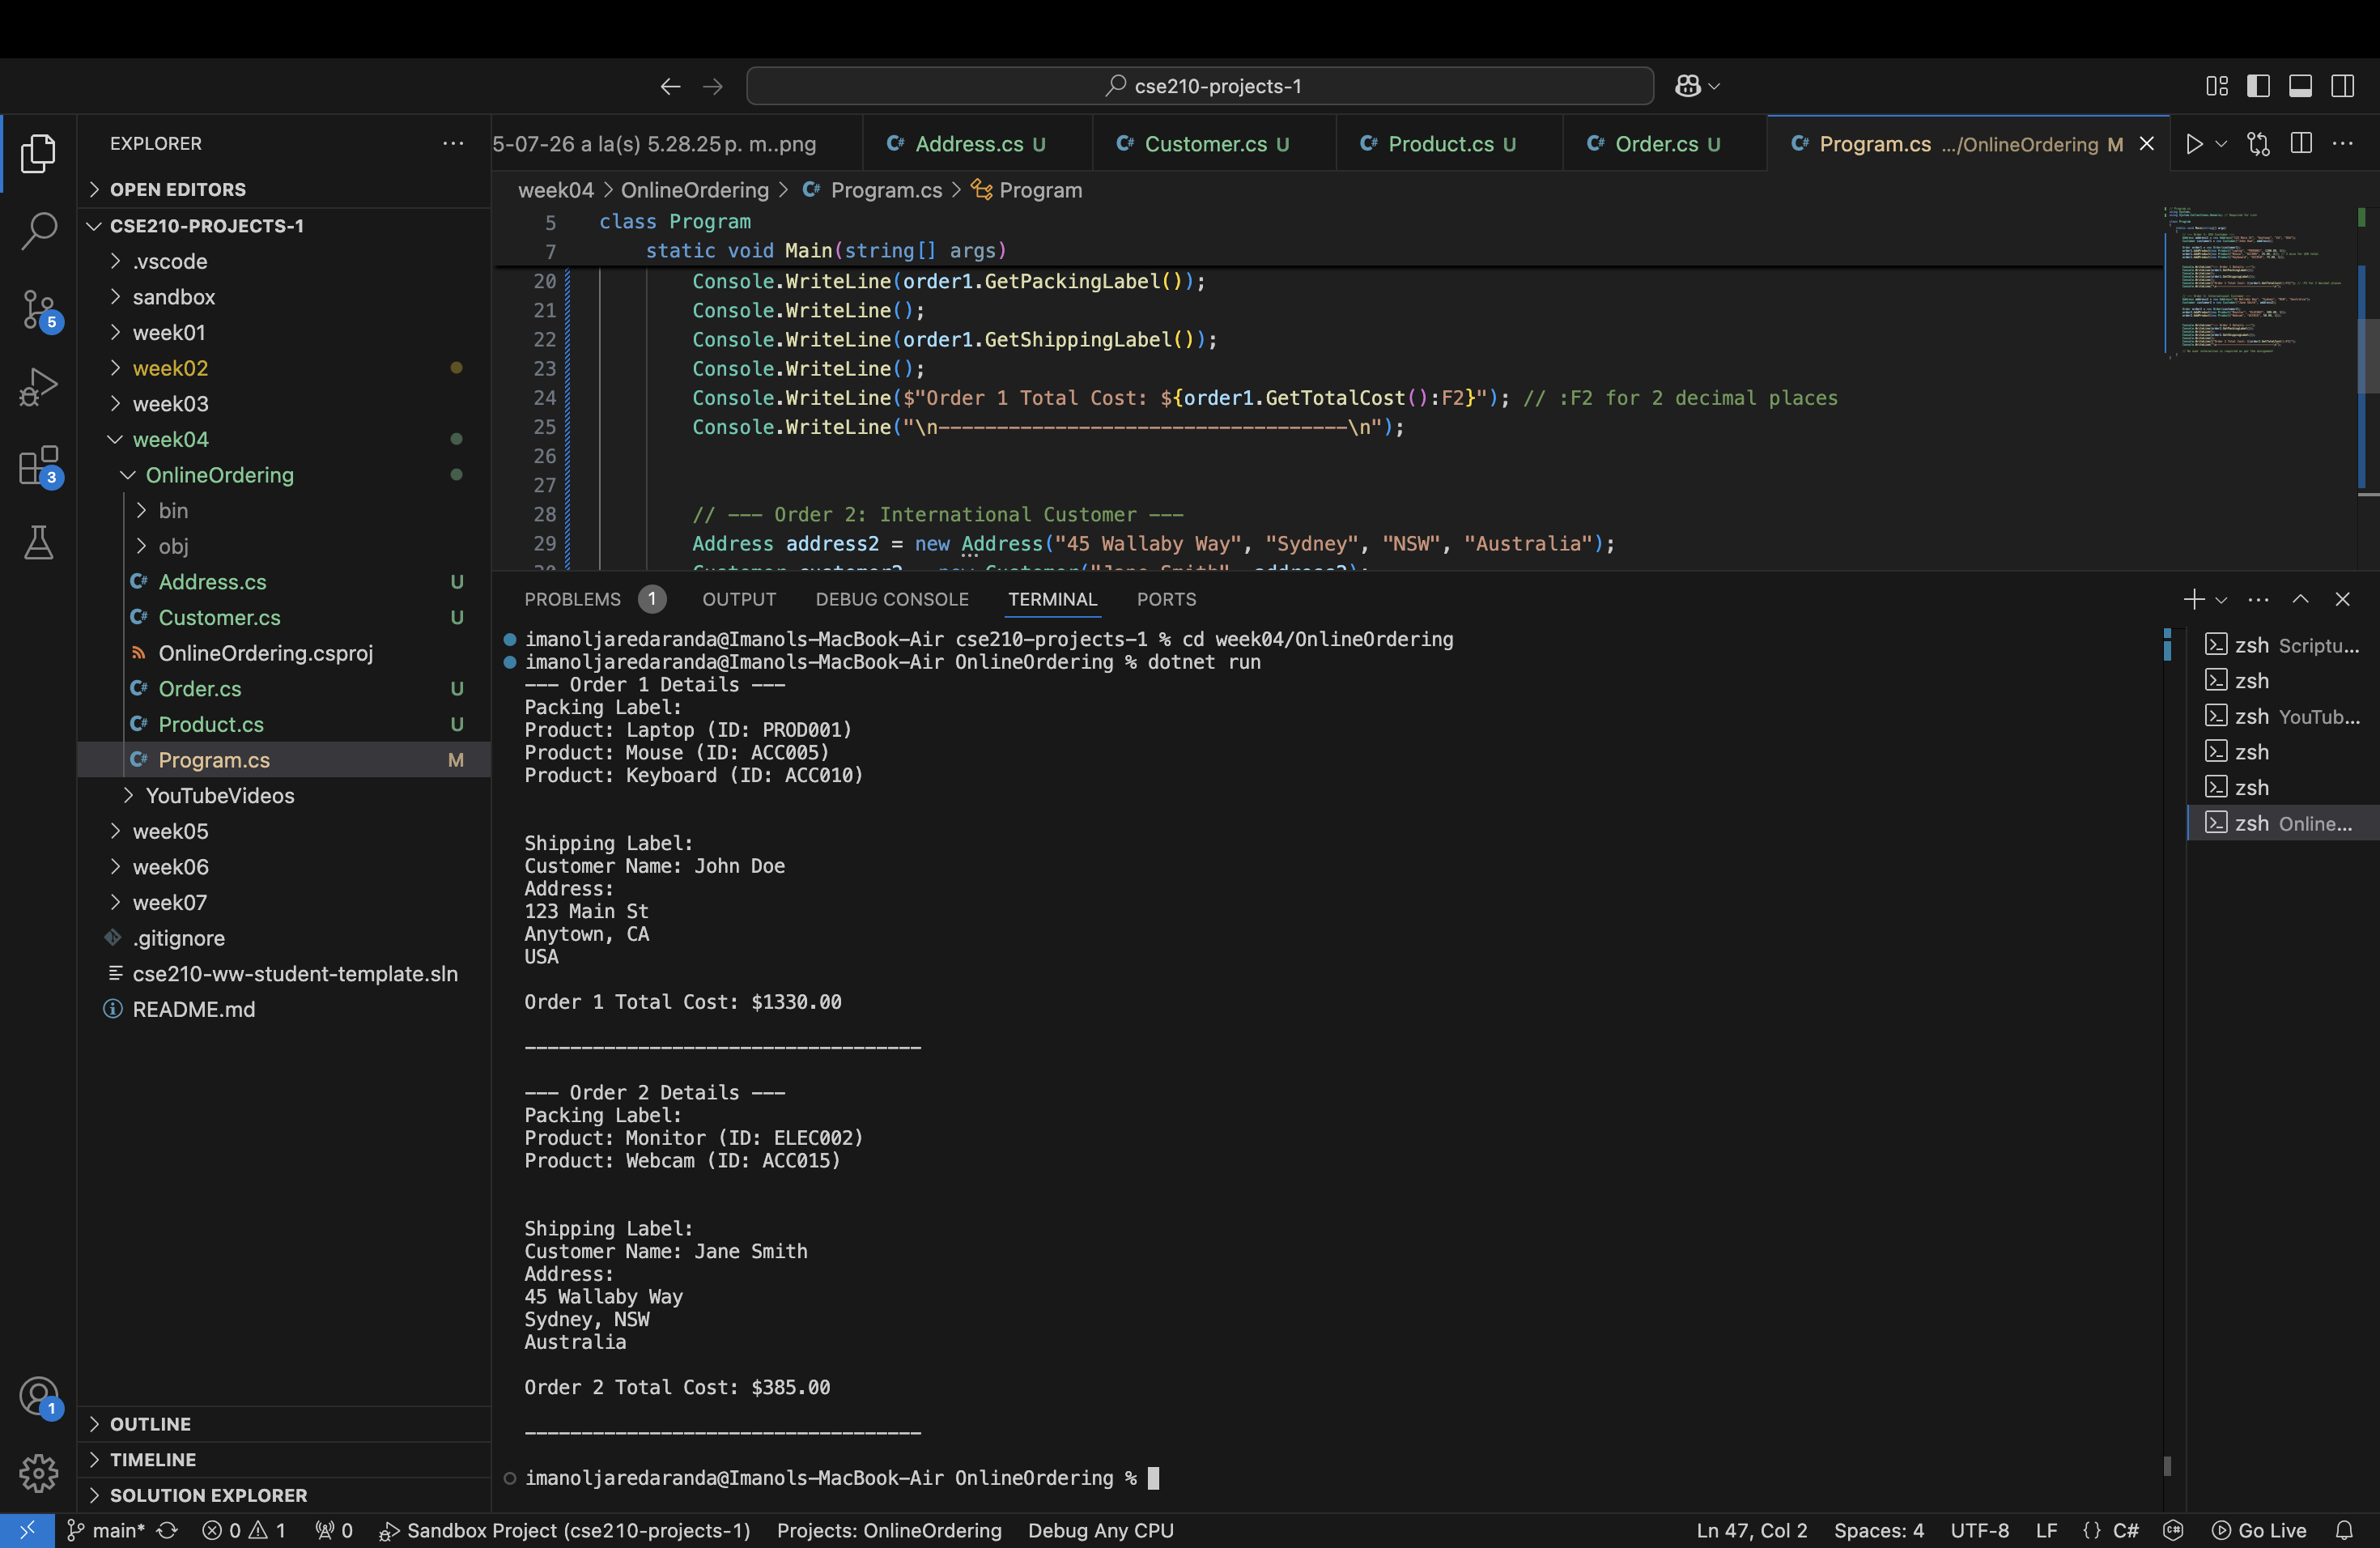 cse210-projects-1
EXPLORER
OPEN EDITORS
CSE210-PROJECTS-1
.vscode
sandbox
week01
week02
week03
week04
OnlineOrdering
bin
obj
Address.cs U
Customer.cs U
OnlineOrdering.csproj
Order.cs U
Product.cs U
Program.cs M
YouTubeVideos
week05
week06
week07
.gitignore
cse210-ww-student-template.sln
README.md
OUTLINE
TIMELINE
SOLUTION EXPLORER
5
3
1
5-07-26 a la(s) 5.28.25 p. m..png
Address.cs U
Customer.cs U
Product.cs U
Order.cs U
Program.cs .../OnlineOrdering M
week04 > OnlineOrdering > Program.cs > Program
5 class Program
7 static void Main(string[] args)
20 Console.WriteLine(order1.GetPackingLabel());
21 Console.WriteLine();
22 Console.WriteLine(order1.GetShippingLabel());
23 Console.WriteLine();
24 Console.WriteLine($"Order 1 Total Cost: ${order1.GetTotalCost():F2}"); // :F2 for 2 decimal places
25 Console.WriteLine("\n-----------------------------------\n");
26
27
28 // --- Order 2: International Customer ---
29 Address address2 = new Address("45 Wallaby Way", "Sydney", "NSW", "Australia");
PROBLEMS 1 OUTPUT DEBUG CONSOLE TERMINAL PORTS
imanoljaredaranda@Imanols-MacBook-Air cse210-projects-1 % cd week04/OnlineOrdering
imanoljaredaranda@Imanols-MacBook-Air OnlineOrdering % dotnet run
--- Order 1 Details ---
Packing Label:
Product: Laptop (ID: PROD001)
Product: Mouse (ID: ACC005)
Product: Keyboard (ID: ACC010)
Shipping Label:
Customer Name: John Doe
Address:
123 Main St
Anytown, CA
USA
Order 1 Total Cost: $1330.00
-----------------------------------
--- Order 2 Details ---
Packing Label:
Product: Monitor (ID: ELEC002)
Product: Webcam (ID: ACC015)
Shipping Label:
Customer Name: Jane Smith
Address:
45 Wallaby Way
Sydney, NSW
Australia
Order 2 Total Cost: $385.00
-----------------------------------
imanoljaredaranda@Imanols-MacBook-Air OnlineOrdering %
zsh Scriptu...
zsh
zsh YouTub...
zsh
zsh
zsh Online...
main* 0 1 0 Sandbox Project (cse210-projects-1) Projects: OnlineOrdering Debug Any CPU Ln 47, Col 2 Spaces: 4 UTF-8 LF {} C# Go Live